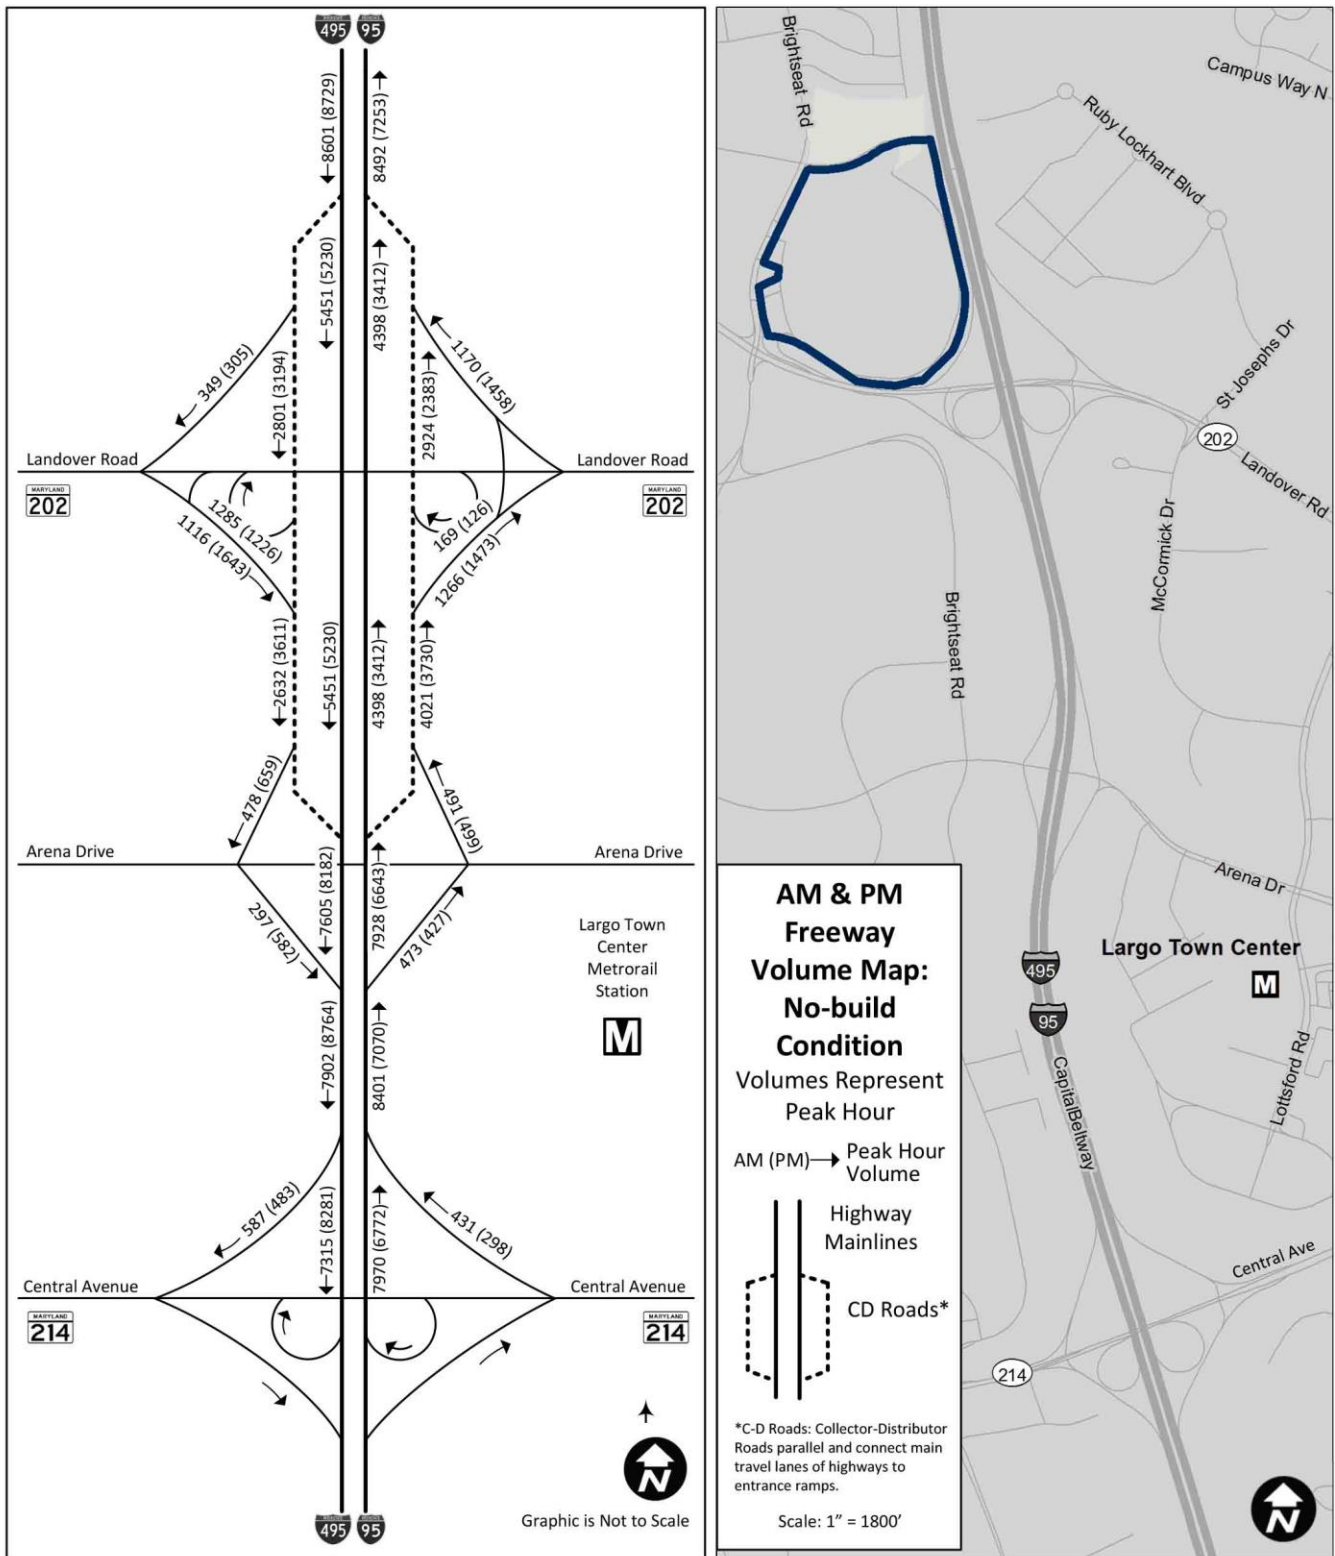 495 95
←8601 (8729)
8492 (7253)→
←5451 (5230)
4398 (3412)→
349 (305)
←2801 (3194)
2924 (2383)→
1170 (1458)
Landover Road
Landover Road
MARYLAND
202
MARYLAND
202
1285 (1226)
1116 (1643)
169 (126)
1266 (1473)
←2632 (3611)
←5451 (5230)
4398 (3412)→
4021 (3730)→
478 (659)
491 (499)
Arena Drive
Arena Drive
←7605 (8182)
7928 (6643)→
297 (582)
473 (427)
Largo Town
Center
Metrorail
Station
M
←7902 (8764)
8401 (7070)→
587 (483)
←7315 (8281)
7970 (6772)→
431 (298)
Central Avenue
Central Avenue
MARYLAND
214
MARYLAND
214
N
495 95
Graphic is Not to Scale
Brightseat Rd
Campus Way N
Ruby Lockhart Blvd
St Josephs Dr
202
Landover Rd
McCormick Dr
Brightseat Rd
Arena Dr
Largo Town Center
M
495
95
CapitalBeltway
Lottsford Rd
Central Ave
214
N
AM & PM
Freeway
Volume Map:
No-build
Condition
Volumes Represent
Peak Hour
AM (PM)→ Peak Hour
Volume
Highway
Mainlines
CD Roads*
*C-D Roads: Collector-Distributor
Roads parallel and connect main
travel lanes of highways to
entrance ramps.
Scale: 1” = 1800’